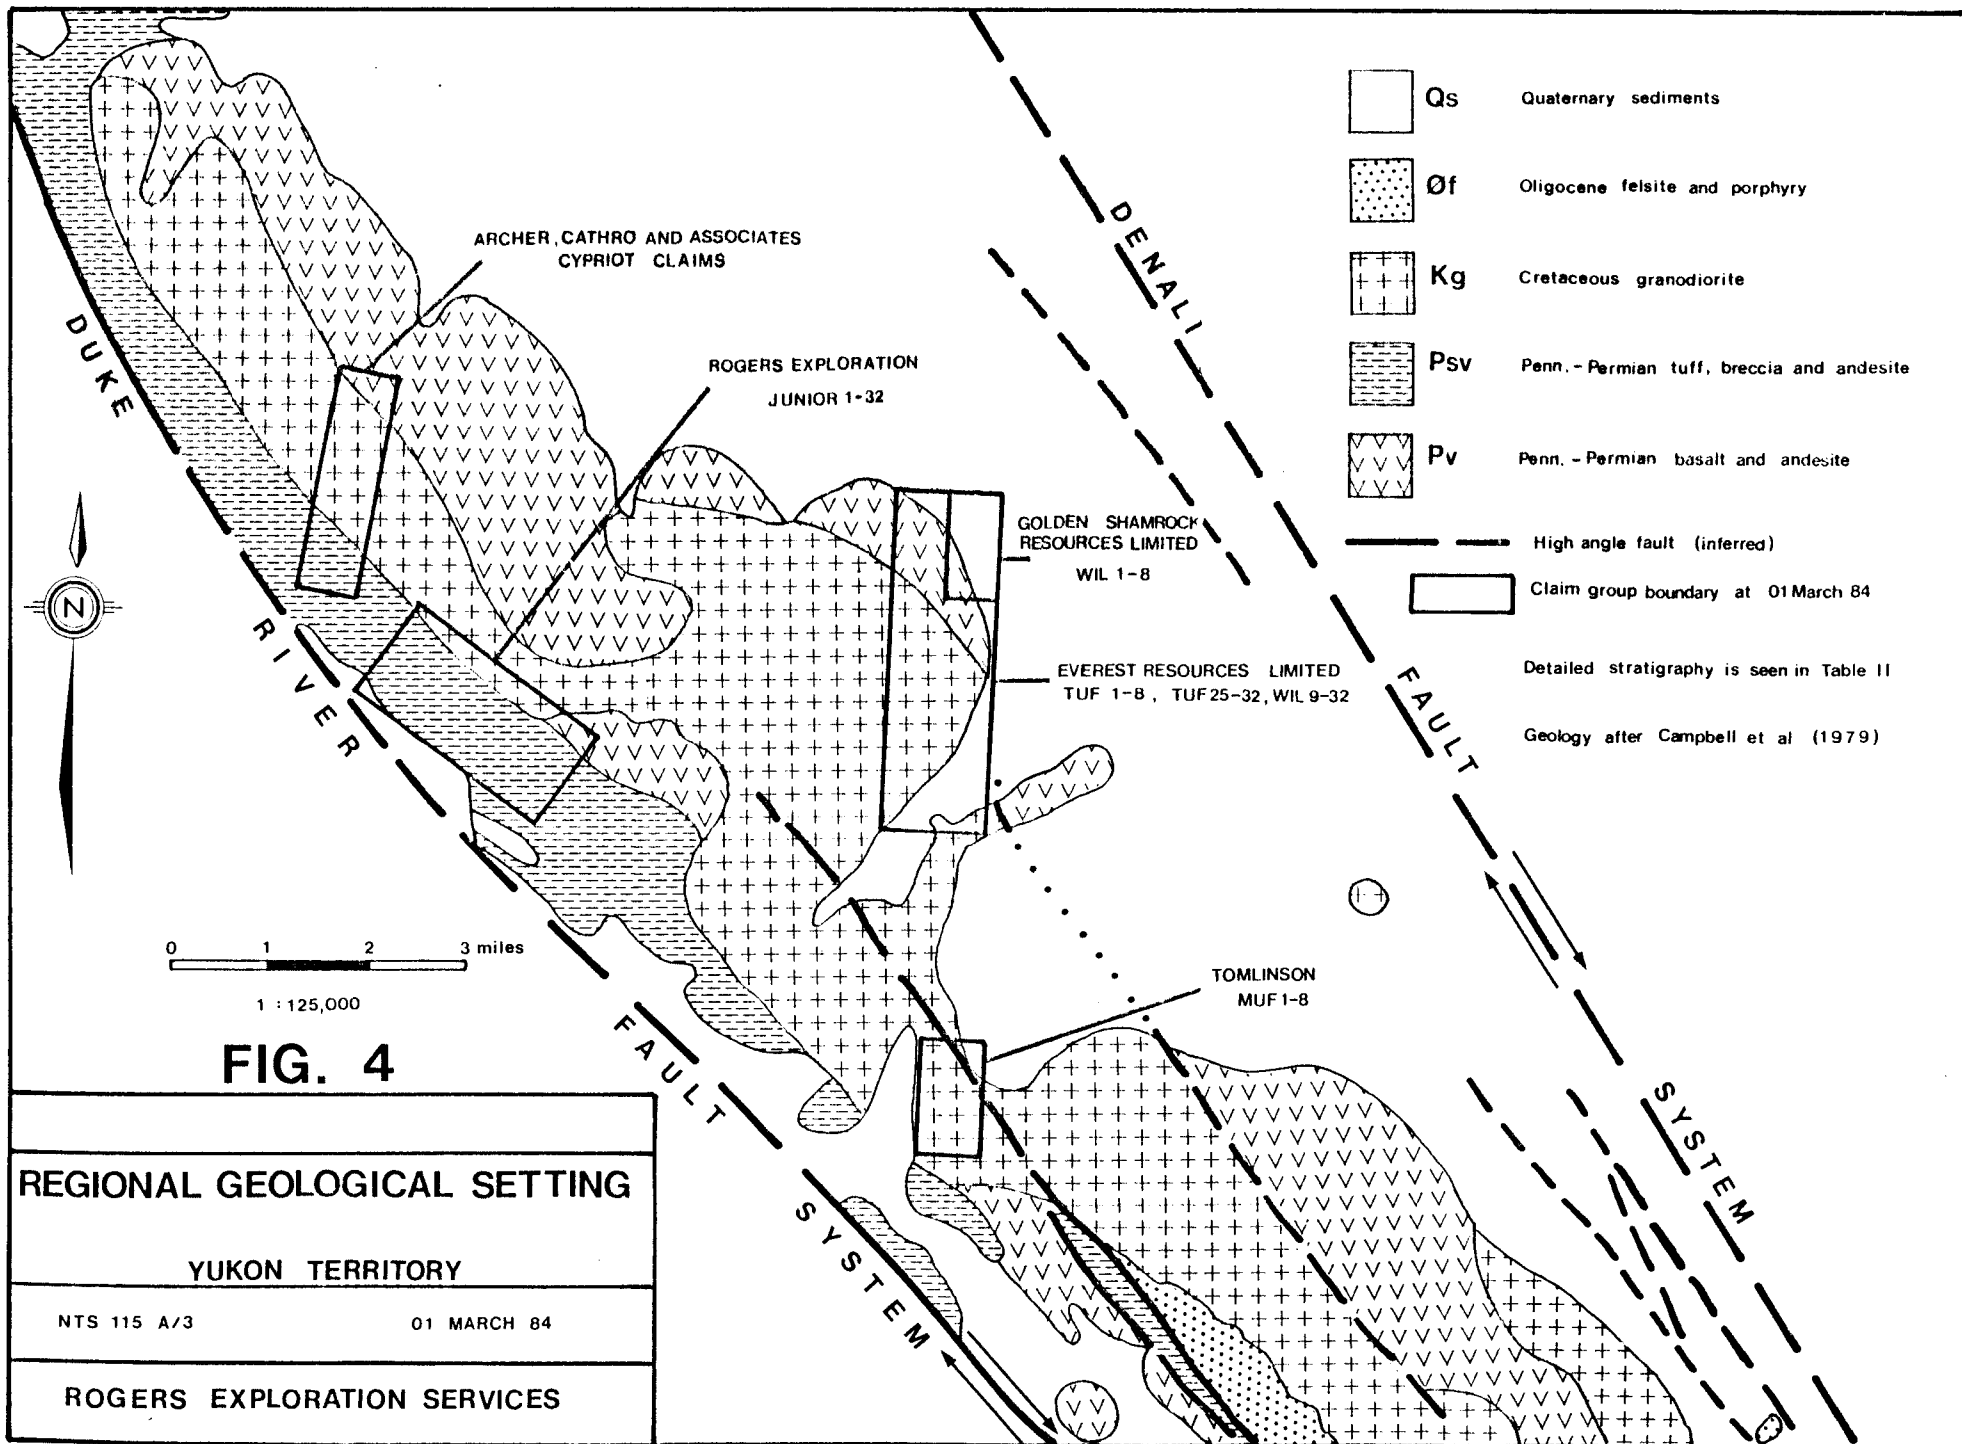 Qs Quaternary sediments
Øf Oligocene felsite and porphyry
Kg Cretaceous granodiorite
Psv Penn.-Permian tuff, breccia and andesite
Pv Penn.-Permian basalt and andesite
High angle fault (inferred)
Claim group boundary at 01 March 84
Detailed stratigraphy is seen in Table II
Geology after Campbell et al (1979)
DENALI FAULT SYSTEM
ARCHER, CATHRO AND ASSOCIATES
CYPRIOT CLAIMS
ROGERS EXPLORATION
JUNIOR 1-32
GOLDEN SHAMROCK
RESOURCES LIMITED
WIL 1-8
EVEREST RESOURCES LIMITED
TUF 1-8, TUF 25-32, WIL 9-32
TOMLINSON
MUF 1-8
DUKE RIVER FAULT SYSTEM
N
0 1 2 3 miles
1 : 125,000
FIG. 4
REGIONAL GEOLOGICAL SETTING
YUKON TERRITORY
NTS 115 A/3 01 MARCH 84
ROGERS EXPLORATION SERVICES